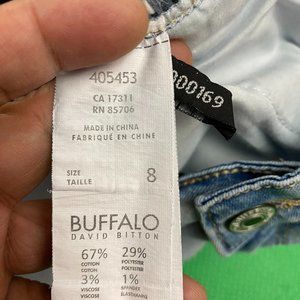 405453
CA 17311
RN 85706
MADE IN CHINA
FABRIQUÉ EN CHINE
SIZE
TAILLE
8
BUFFALO
DAVID BITTON
67% 29%
COTTON POLYESTER
COTON POLYESTER
3% 1%
VISCOSE SPANDEX
VISCOSE ÉLASTHANNE
000169